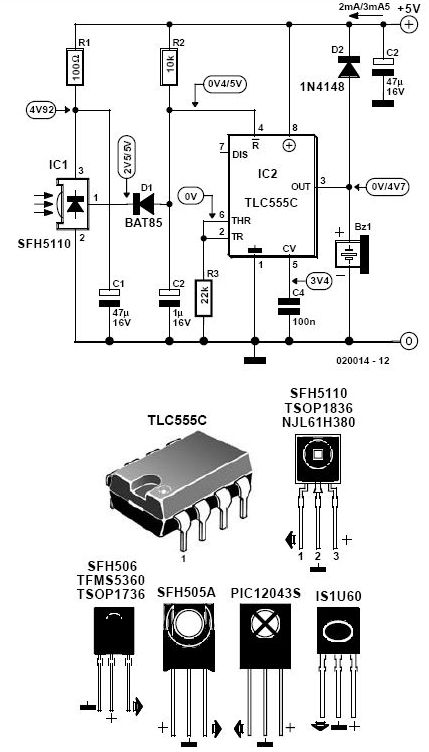 2mA/3mA5
+5V
R1
100Ω
R2
10k
D2
1N4148
C2
47µ
16V
4V92
0V4/5V
2V5/5V
IC1
3
1
2
SFH5110
D1
BAT85
0V
4
8
R
7
DIS
IC2
TLC555C
OUT
3
0V/4V7
6
THR
2
TR
CV
1
5
R3
22k
3V4
C4
100n
Bz1
+
–
C1
47µ
16V
C2
1µ
16V
0
020014 - 12
TLC555C
1
SFH5110
TSOP1836
NJL61H380
1 2 3
+
SFH506
TFMS5360
TSOP1736
+
SFH505A
+
PIC12043S
+
IS1U60
+